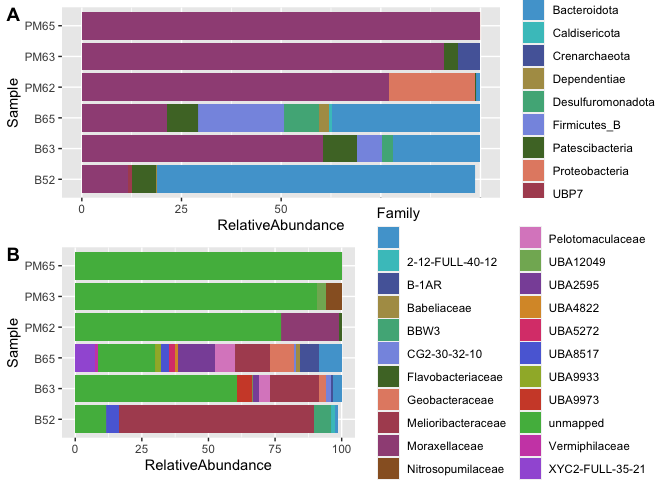 A
PM65
PM63
PM62
B65
B63
B52
Sample
0
25
50
RelativeAbundance
Bacteroidota
Caldisericota
Crenarchaeota
Dependentiae
Desulfuromonadota
Firmicutes_B
Patescibacteria
Proteobacteria
UBP7
B
PM65
PM63
PM62
B65
B63
B52
Sample
0
25
50
75
100
RelativeAbundance
Family
2-12-FULL-40-12
B-1AR
Babeliaceae
BBW3
CG2-30-32-10
Flavobacteriaceae
Geobacteraceae
Melioribacteraceae
Moraxellaceae
Nitrosopumilaceae
Pelotomaculaceae
UBA12049
UBA2595
UBA4822
UBA5272
UBA8517
UBA9933
UBA9973
unmapped
Vermiphilaceae
XYC2-FULL-35-21